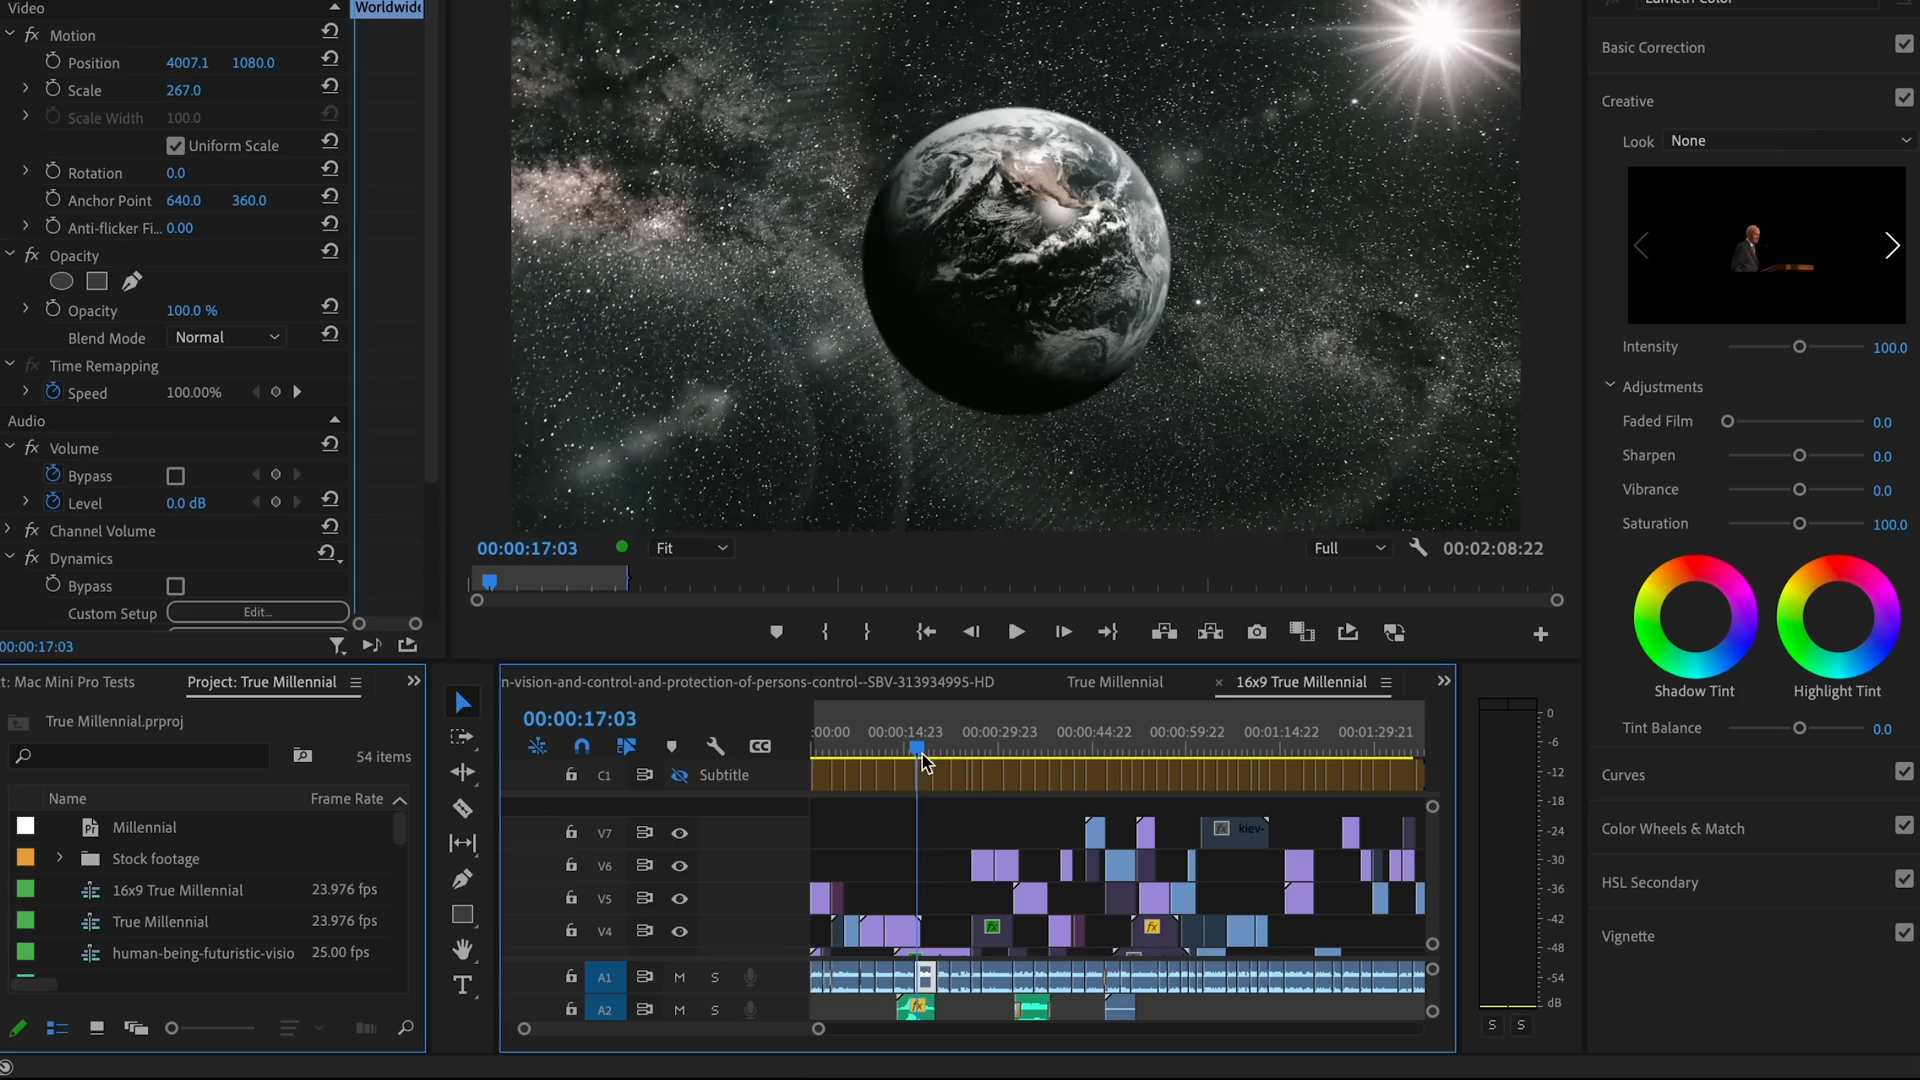 Video
Worldwide
Motion
Position 4007.1 1080.0
Scale 267.0
Scale Width 100.0
Uniform Scale
Rotation 0.0
Anchor Point 640.0 360.0
Anti-flicker Fi... 0.00
Opacity
Opacity 100.0 %
Blend Mode Normal
Time Remapping
Speed 100.00%
Audio
Volume
Bypass
Level 0.0 dB
Channel Volume
Dynamics
Bypass
Custom Setup Edit...
00:00:17:03
00:00:17:03 Fit Full 00:02:08:22
Lumetri Color
Basic Correction
Creative
Look None
Intensity 100.0
Adjustments
Faded Film 0.0
Sharpen 0.0
Vibrance 0.0
Saturation 100.0
Shadow Tint Highlight Tint
Tint Balance 0.0
Curves
Color Wheels & Match
HSL Secondary
Vignette
t: Mac Mini Pro Tests Project: True Millennial
True Millennial.prproj
54 items
Name Frame Rate
Pr Millennial
Stock footage
16x9 True Millennial 23.976 fps
True Millennial 23.976 fps
human-being-futuristic-visio 25.00 fps
n-vision-and-control-and-protection-of-persons-control--SBV-313934995-HD True Millennial × 16x9 True Millennial
00:00:17:03
:00:00 00:00:14:23 00:00:29:23 00:00:44:22 00:00:59:22 00:01:14:22 00:01:29:21
CC
C1 Subtitle
V7
fx kiev-
V6
V5
V4
fx fx
A1 M S
A2 M S
fx
T
0
-6
-12
-18
-24
-30
-36
-42
-48
-54
dB
S S